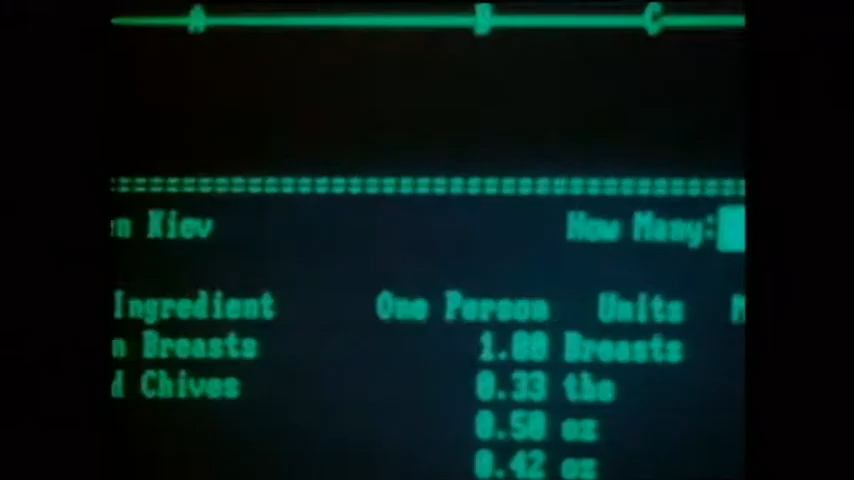 A B C
n Kiev How Many:
Ingredient One Person Units M
n Breasts 1.00 Breasts
d Chives 0.33 tbs
0.50 oz
0.42 oz